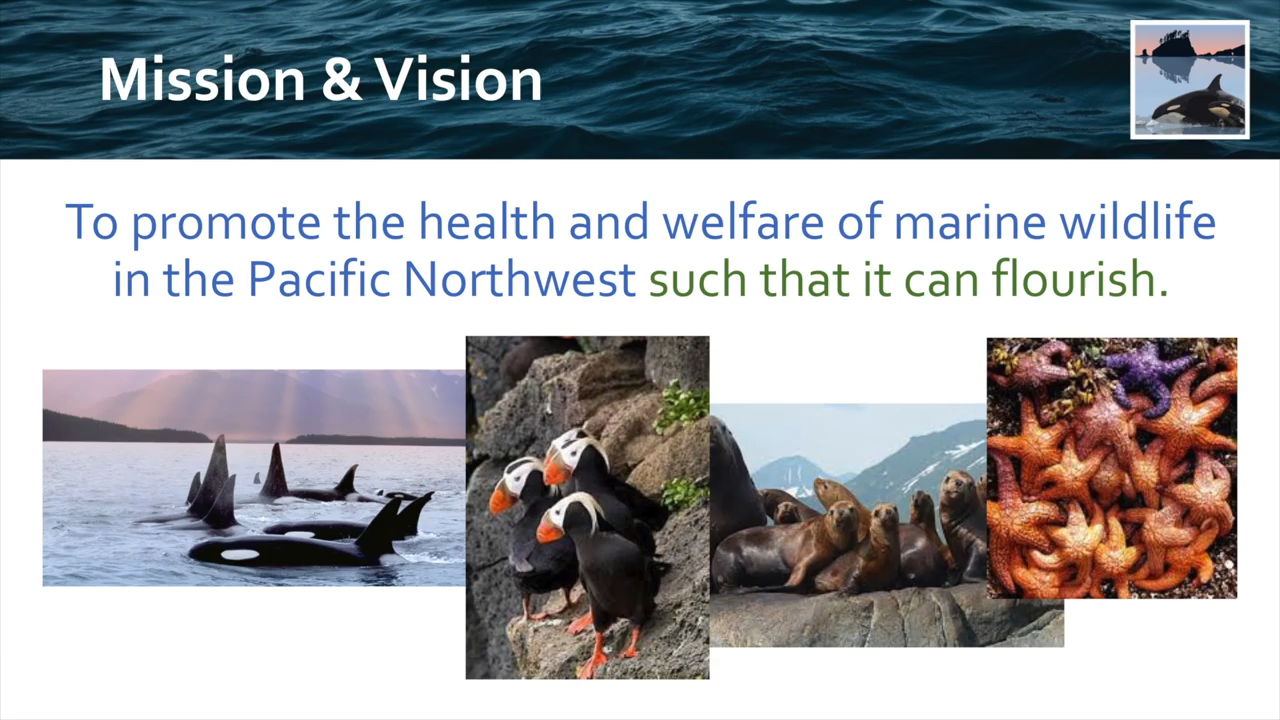 Mission & Vision
To promote the health and welfare of marine wildlife
in the Pacific Northwest such that it can flourish.